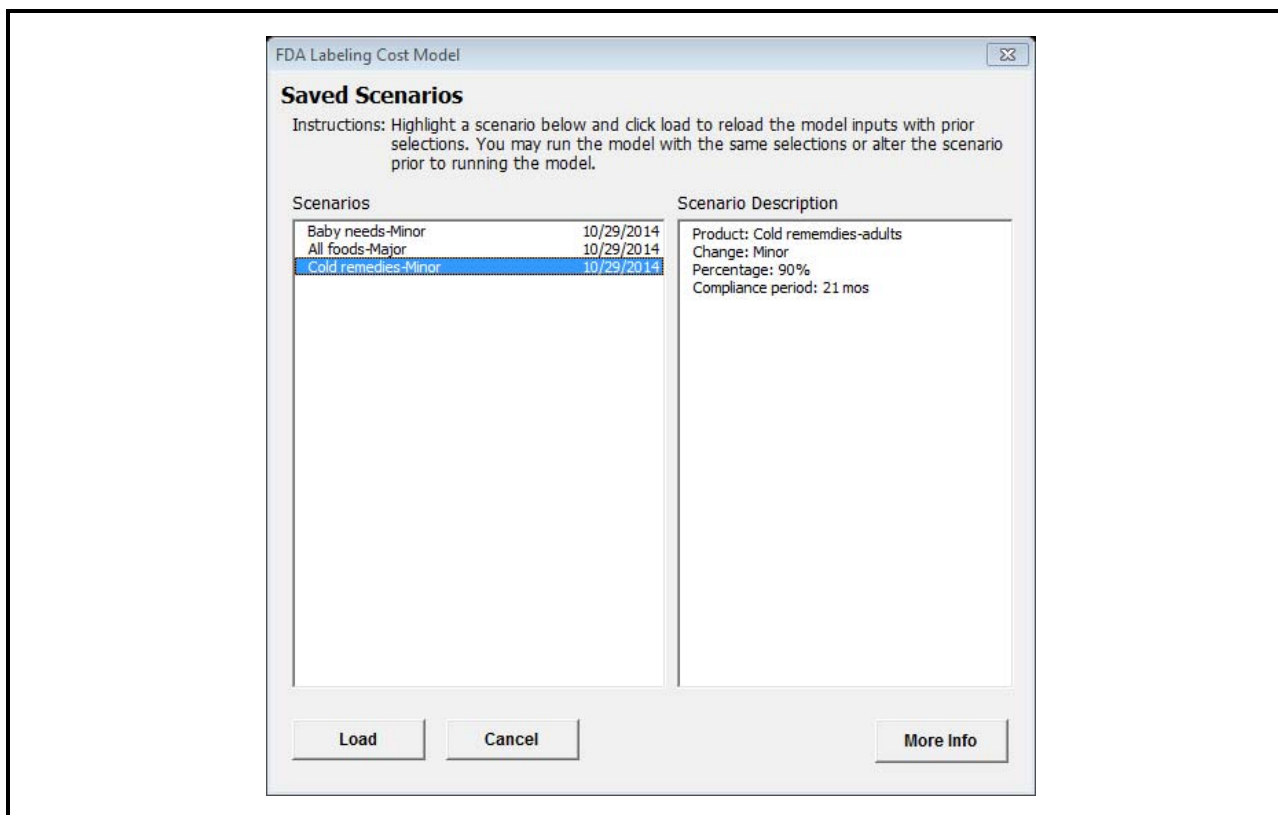 FDA Labeling Cost Model
Saved Scenarios
Instructions: Highlight a scenario below and click load to reload the model inputs with prior
selections. You may run the model with the same selections or alter the scenario
prior to running the model.
Scenarios
Baby needs-Minor 10/29/2014
All foods-Major 10/29/2014
Cold remedies-Minor 10/29/2014
Scenario Description
Product: Cold rememdies-adults
Change: Minor
Percentage: 90%
Compliance period: 21 mos
Load
Cancel
More Info